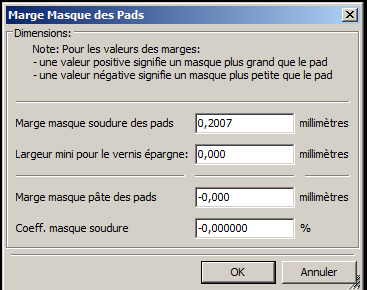 Marge Masque des Pads
Dimensions:
Note: Pour les valeurs des marges:
- une valeur positive signifie un masque plus grand que le pad
- une valeur négative signifie un masque plus petite que le pad
Marge masque soudure des pads 0,2007 millimètres
Largeur mini pour le vernis épargne: 0,000 millimètres
Marge masque pâte des pads -0,000 millimètres
Coeff. masque soudure -0,000000 %
OK Annuler